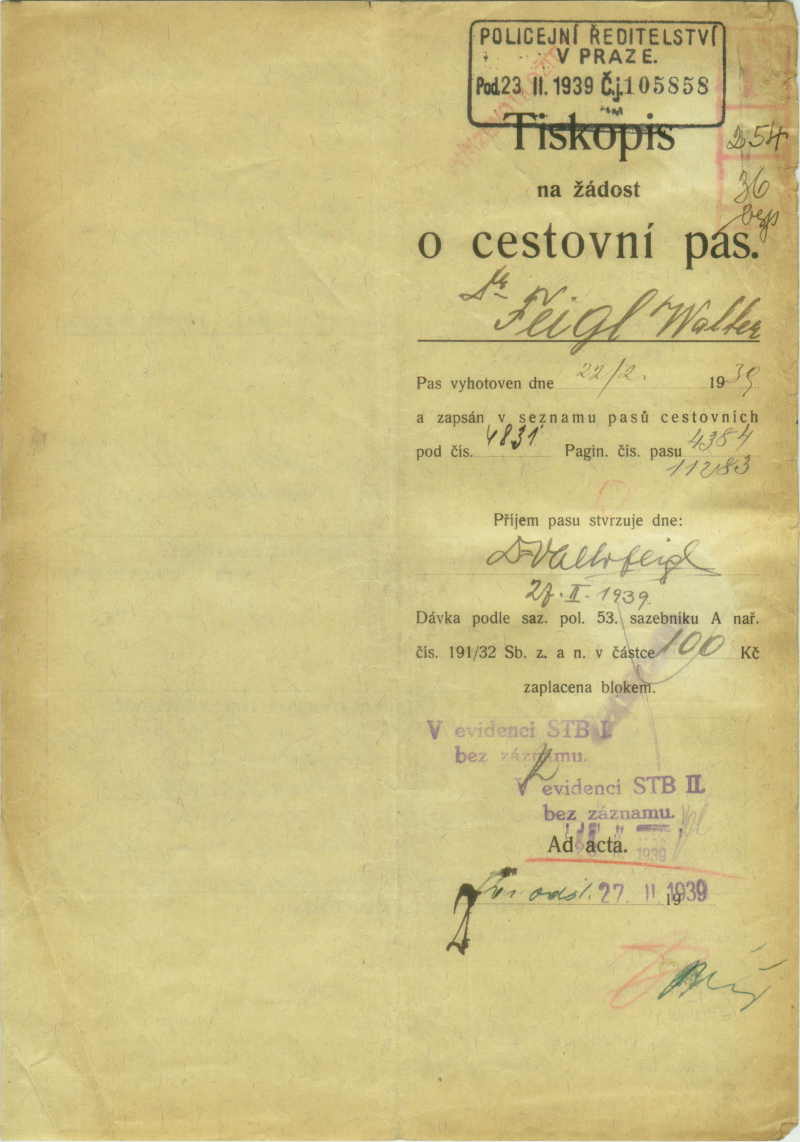 POLICEJNÍ ŘEDITELSTVÍ
V PRAZE.
Pod. 23 II. 1939 Č.j. 105858
Tiskopis
254
na žádost
36
o cestovní pas.
Dr
Feigl Walter
Pas vyhotoven dne 22/2. 1939
a zapsán v seznamu pasů cestovních
pod čís. 4831 Pagin. čís. pasu 4384
11283
Příjem pasu stvrzuje dne:
Dr Walter Feigl
27. II. 1939.
Dávka podle saz. pol. 53. sazebníku A nař.
čís. 191/32 Sb. z. a n. v částce 100 Kč
zaplacena blokem.
V evidenci STB I.
bez záznamu.
V evidenci STB II.
bez záznamu.
Ad acta.
1939
27. II 1939
19